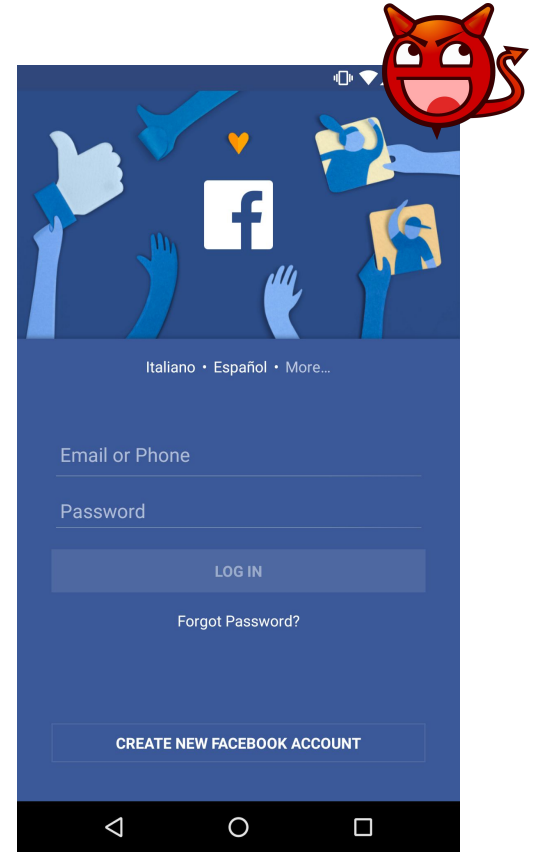 Italiano • Español • More...
Email or Phone
Password
LOG IN
Forgot Password?
CREATE NEW FACEBOOK ACCOUNT